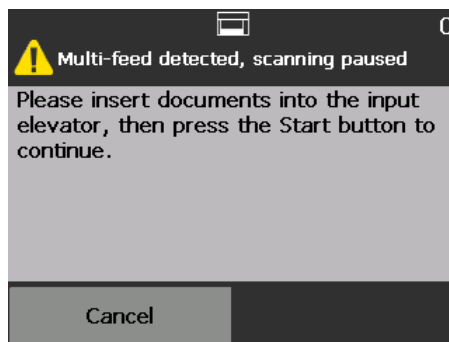 Multi-feed detected, scanning paused
Please insert documents into the input
elevator, then press the Start button to
continue.
Cancel